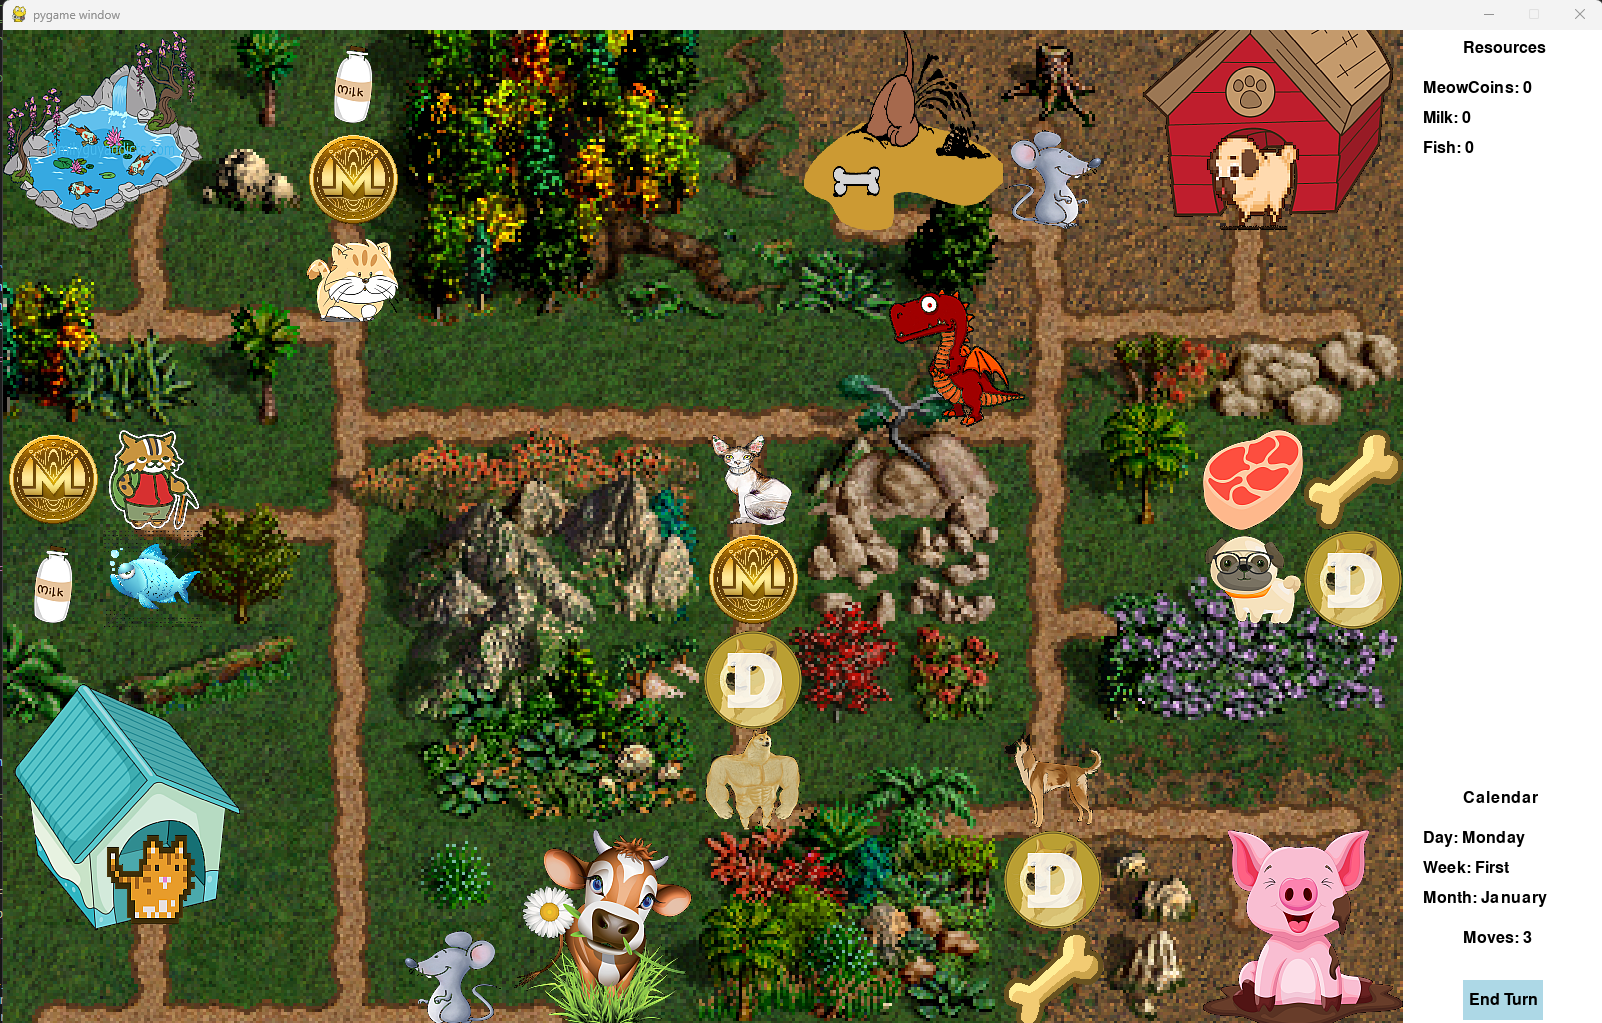 pygame window
Resources
MeowCoins: 0
Milk: 0
Fish: 0
Milk
M
M
M
Milk
D
D
D
Calendar
Day: Monday
Week: First
Month: January
Moves: 3
End Turn